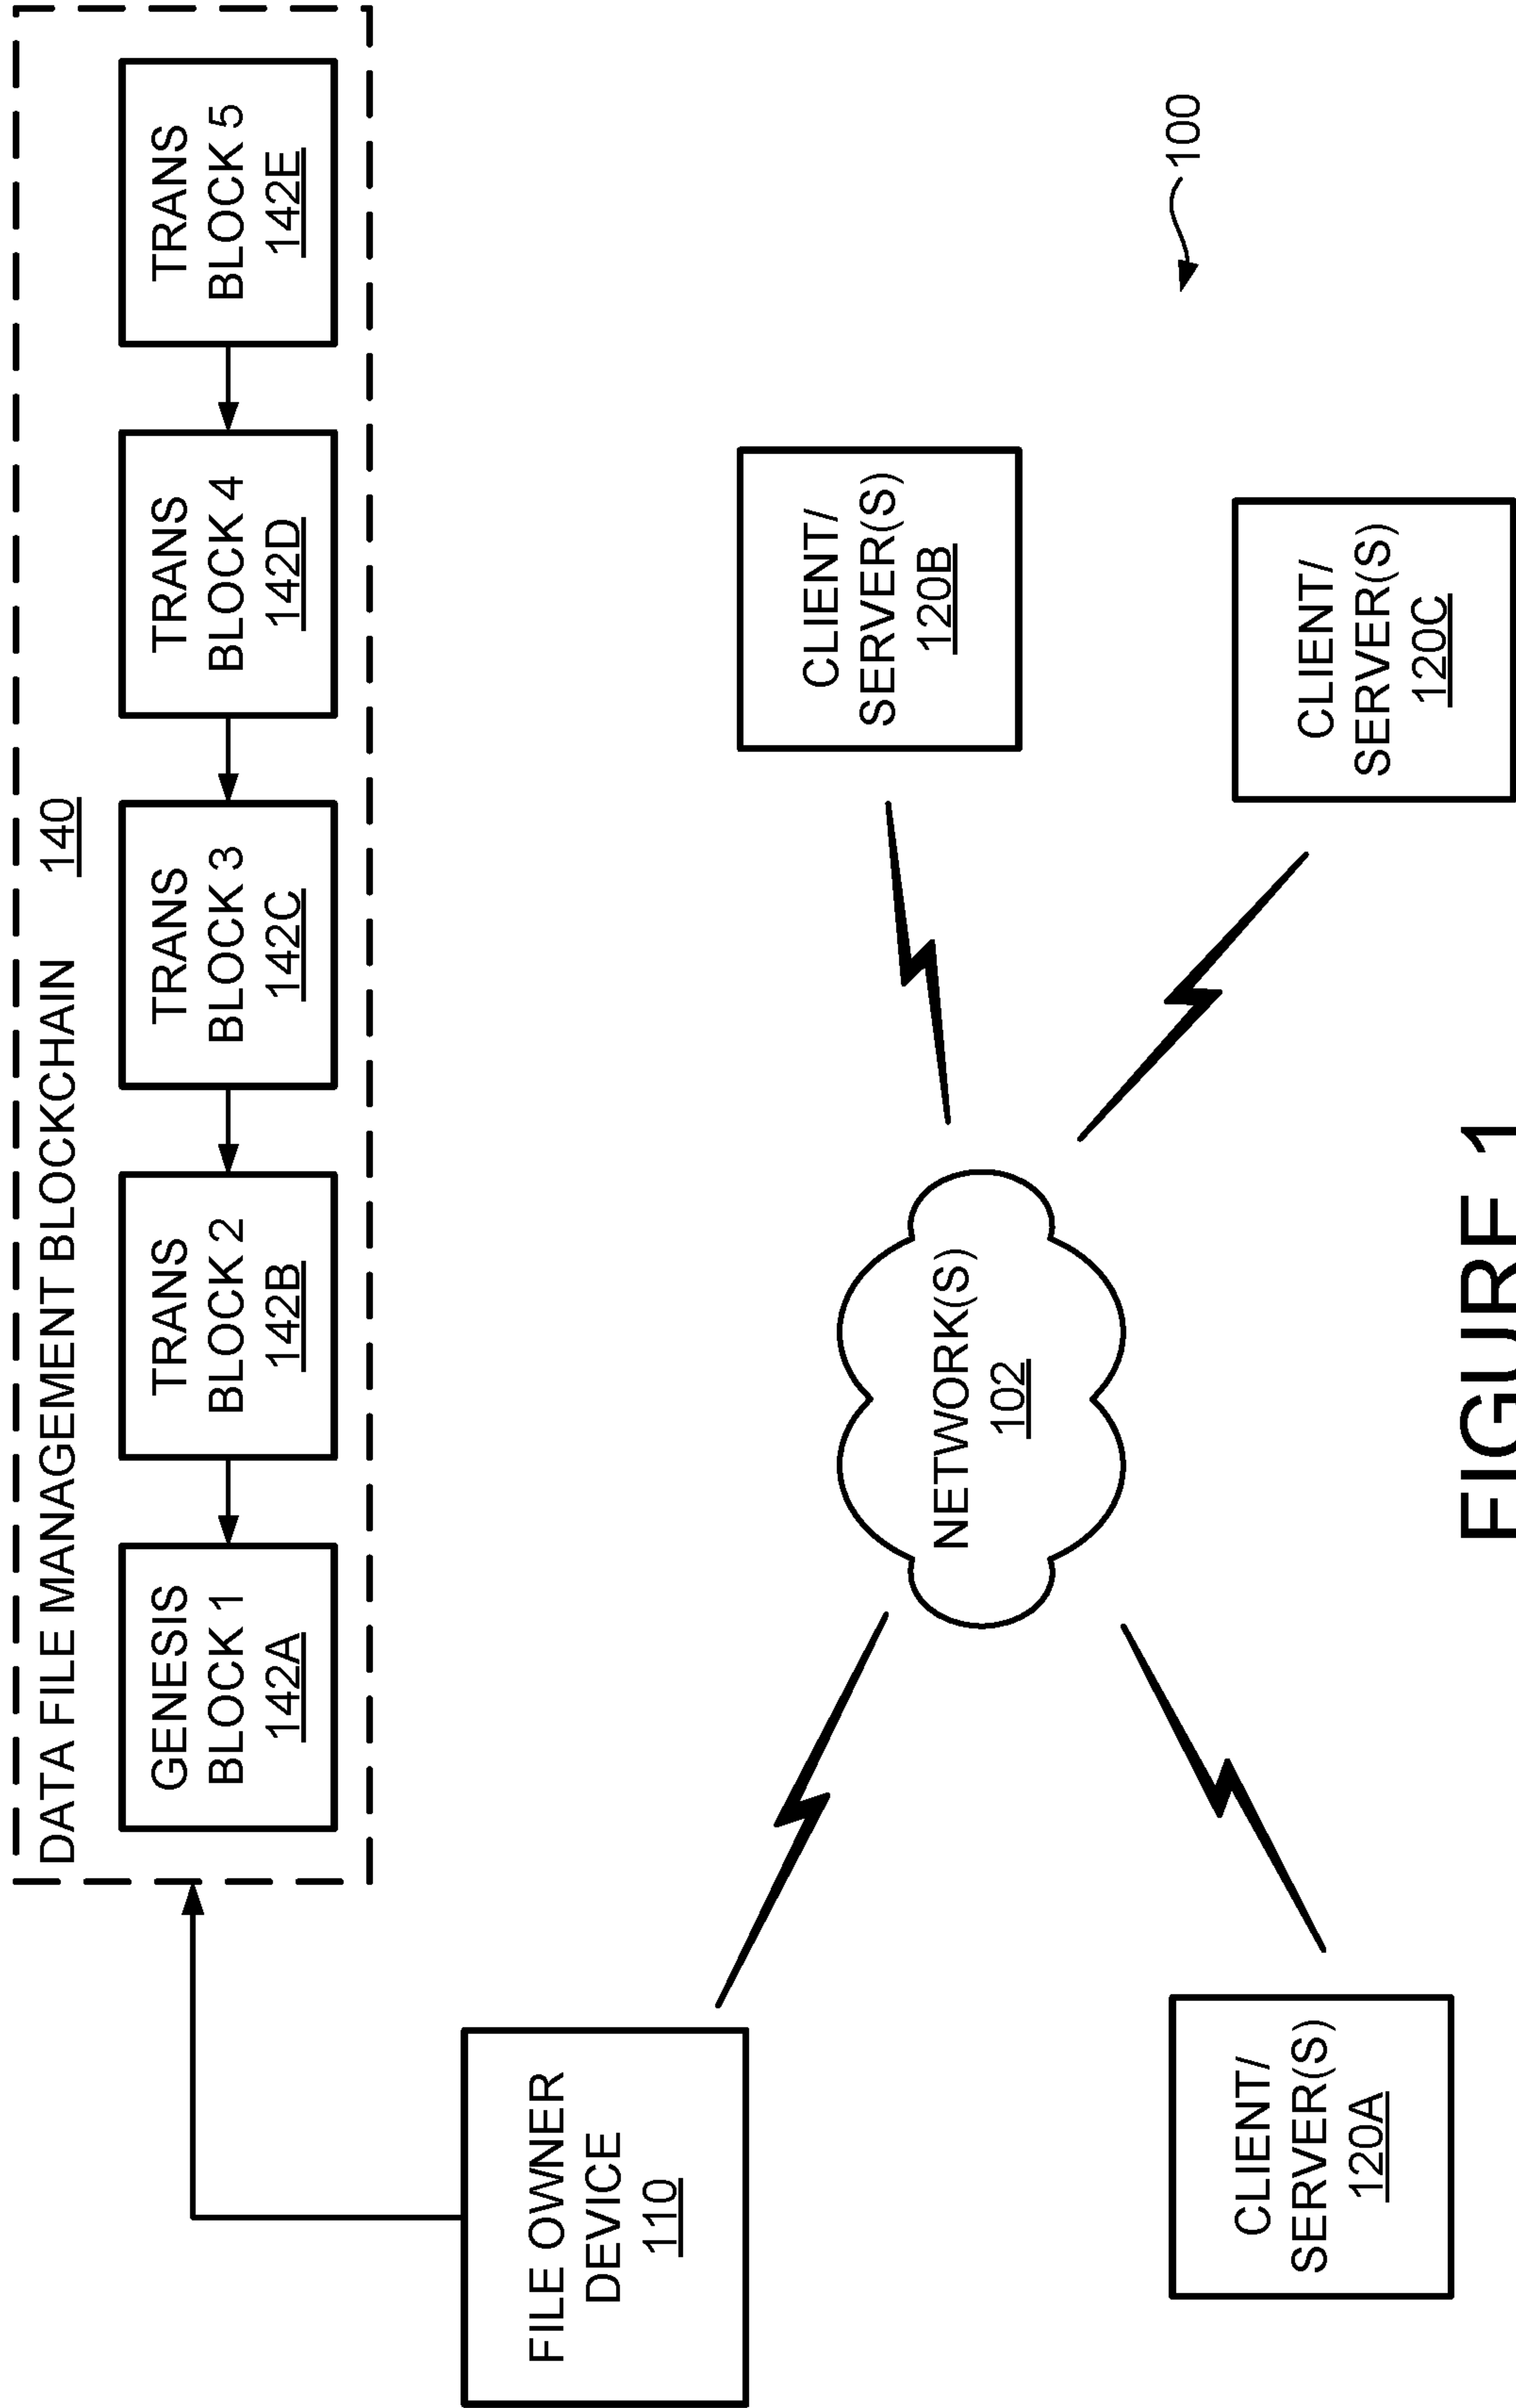 DATA FILE MANAGEMENT BLOCKCHAIN 140
GENESIS
BLOCK 1
142A
TRANS
BLOCK 2
142B
TRANS
BLOCK 3
142C
TRANS
BLOCK 4
142D
TRANS
BLOCK 5
142E
FILE OWNER
DEVICE
110
CLIENT/
SERVER(S)
120B
NETWORK(S)
102
100
CLIENT/
SERVER(S)
120A
CLIENT/
SERVER(S)
120C
FIGURE 1